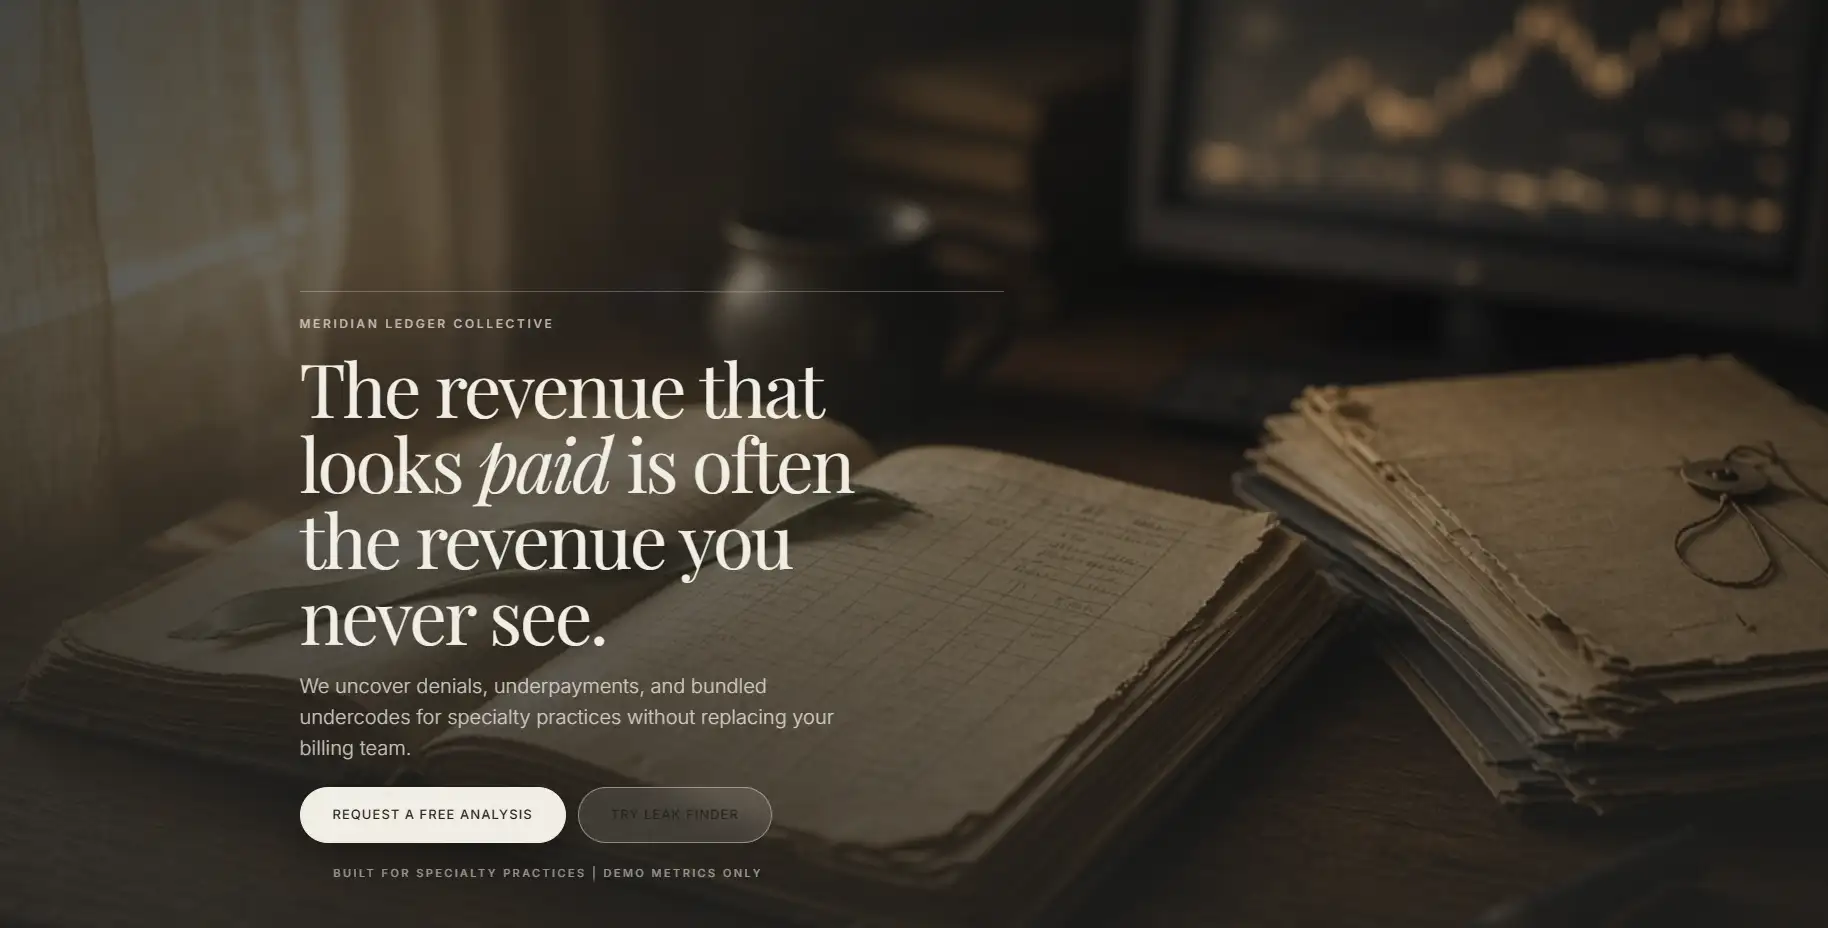 MERIDIAN LEDGER COLLECTIVE
The revenue that
looks paid is often
the revenue you
never see.
We uncover denials, underpayments, and bundled
undercodes for specialty practices without replacing your
billing team.
REQUEST A FREE ANALYSIS
TRY LEAK FINDER
BUILT FOR SPECIALTY PRACTICES | DEMO METRICS ONLY